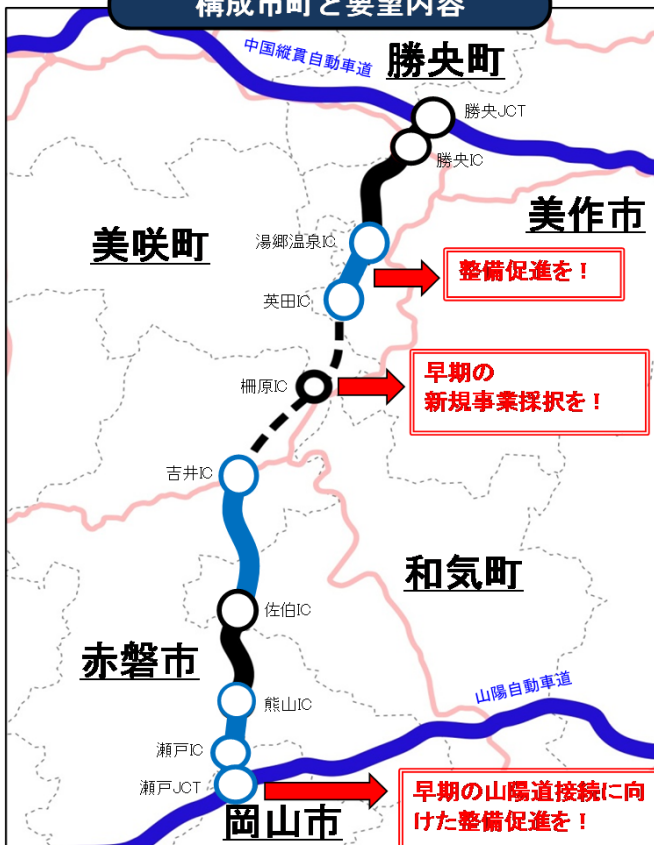 構成市町と要望内容
中国縦貫自動車道
勝央町
勝央JCT
勝央IC
美作市
美咲町
湯郷温泉IC
整備促進を！
英田IC
柵原IC
早期の
新規事業採択を！
吉井IC
和気町
佐伯IC
赤磐市
熊山IC
山陽自動車道
瀬戸IC
瀬戸JCT
早期の山陽道接続に向
けた整備促進を！
岡山市